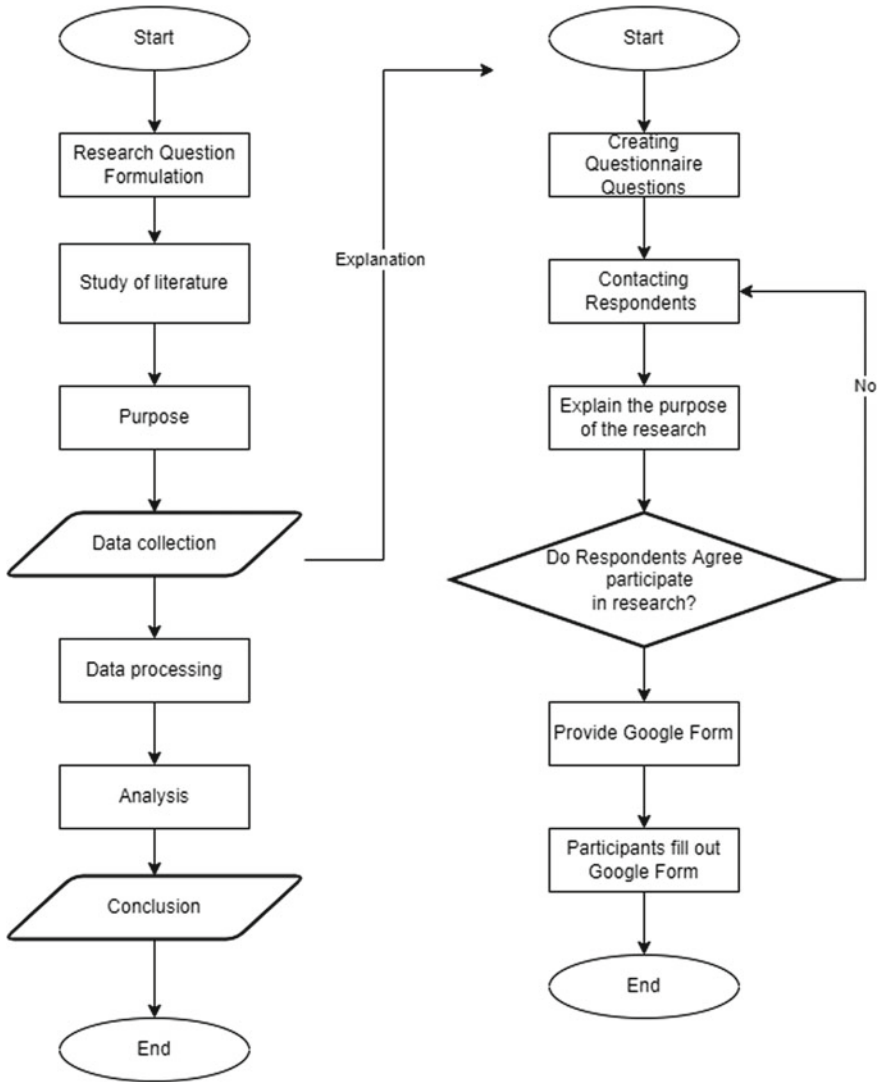 Start
Research Question
Formulation
Study of literature
Purpose
Data collection
Data processing
Analysis
Conclusion
End
Explanation
Start
Creating
Questionnaire
Questions
Contacting
Respondents
Explain the purpose
of the research
Do Respondents Agree
participate
in research?
No
Provide Google Form
Participants fill out
Google Form
End